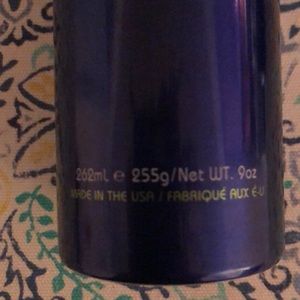 262mL e 255g/Net WT. 9oz
MADE IN THE USA / FABRIQUÉ AUX É-U